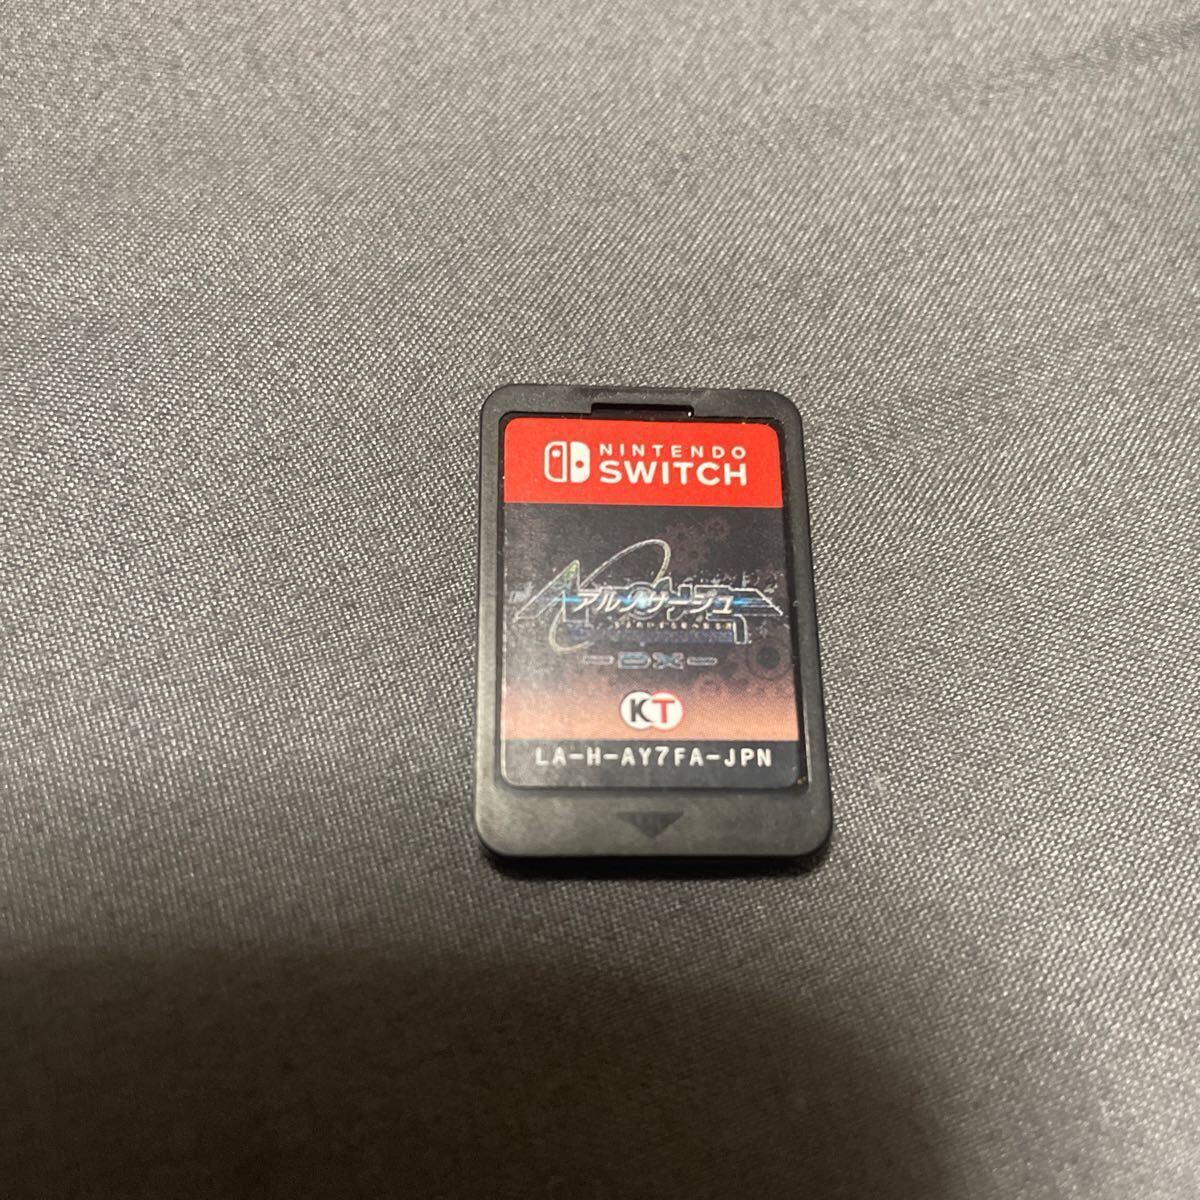 NINTENDO
SWITCH
アルノサージュ
－DX－
KT
LA-H-AY7FA-JPN